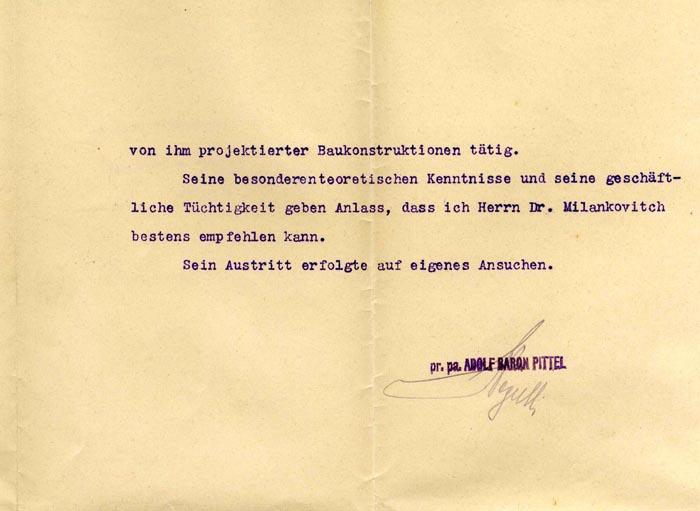 von ihm projektierter Baukonstruktionen tätig.
Seine besonderenteoretischen Kenntnisse und seine geschäft-
liche Tüchtigkeit geben Anlass, dass ich Herrn Dr. Milankovitch
bestens empfehlen kann.
Sein Austritt erfolgte auf eigenes Ansuchen.
pr. pa. ADOLF BARON PITTEL